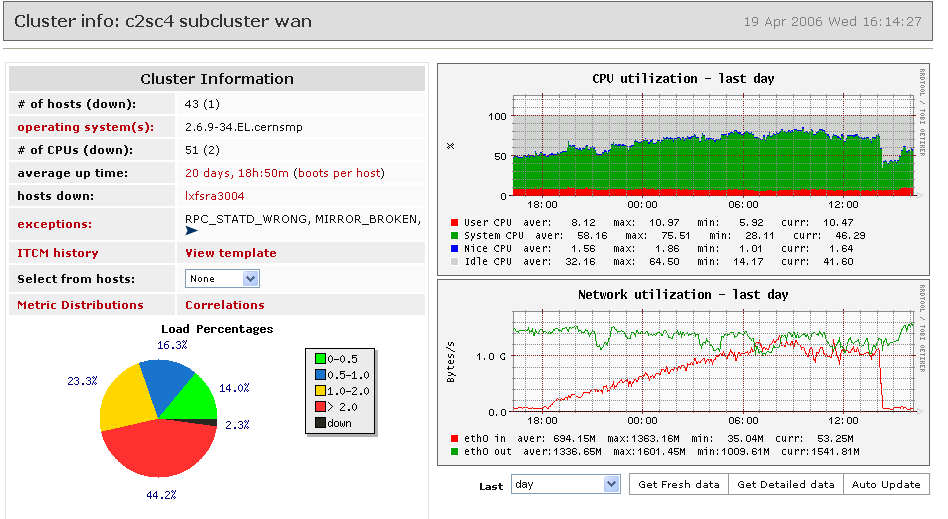 Cluster info: c2sc4 subcluster wan
19 Apr 2006 Wed 16:14:27
Cluster Information
# of hosts (down): 43 (1)
operating system(s): 2.6.9-34.EL.cernsmp
# of CPUs (down): 51 (2)
average up time: 20 days, 18h:50m (boots per host)
hosts down: lxfsra3004
exceptions: RPC_STATD_WRONG, MIRROR_BROKEN,
ITCM history View template
Select from hosts: None
Metric Distributions Correlations
Load Percentages
16.3%
23.3%
14.0%
2.3%
44.2%
0-0.5
0.5-1.0
1.0-2.0
> 2.0
down
CPU utilization - last day
RRDTOOL / TOBI OETIKER
%
100
50
0
18:00 00:00 06:00 12:00
User CPU aver: 8.12 max: 10.97 min: 5.92 curr: 10.47
System CPU aver: 58.16 max: 75.51 min: 28.11 curr: 46.29
Nice CPU aver: 1.56 max: 1.86 min: 1.01 curr: 1.64
Idle CPU aver: 32.16 max: 64.50 min: 14.17 curr: 41.60
Network utilization - last day
RRDTOOL / TOBI OETIKER
Bytes/s
1.0 G
0.0
18:00 00:00 06:00 12:00
eth0 in aver: 694.15M max:1363.16M min: 35.04M curr: 53.25M
eth0 out aver:1336.65M max:1601.45M min:1009.61M curr:1541.81M
Last day Get Fresh data Get Detailed data Auto Update